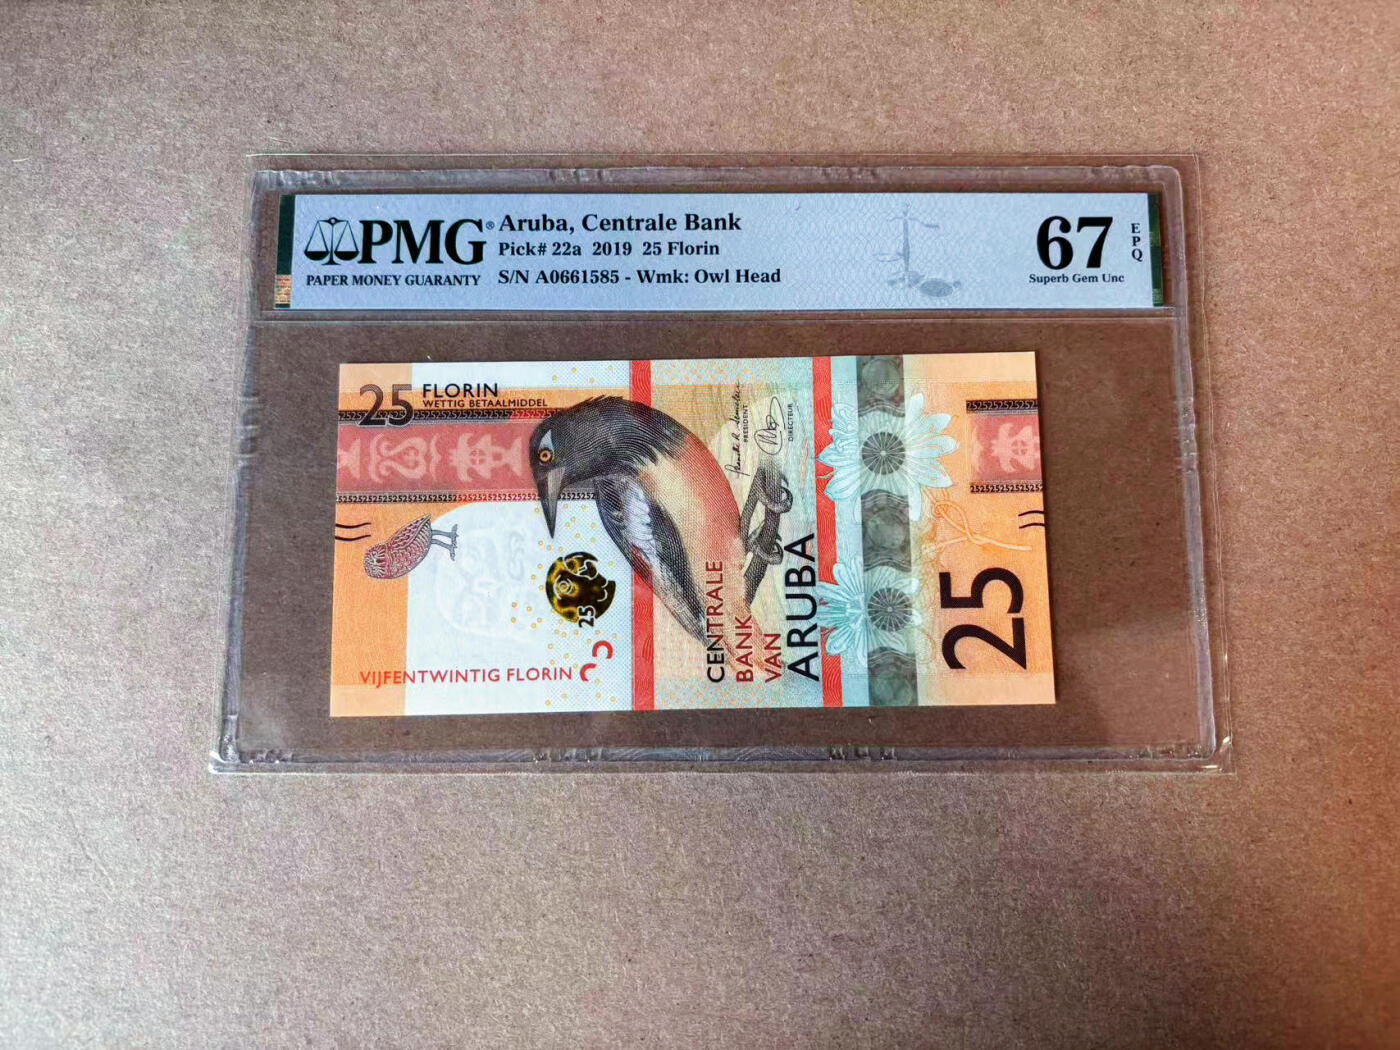 PMG®
PAPER MONEY GUARANTY
Aruba, Centrale Bank
Pick# 22a 2019 25 Florin
S/N A0661585 - Wmk: Owl Head
67
EPQ
Superb Gem Unc
25 FLORIN
WETTIG BETAALMIDDEL
PRESIDENT
DIRECTEUR
25
VIJFENTWINTIG FLORIN
CENTRALE
BANK
VAN
ARUBA
25